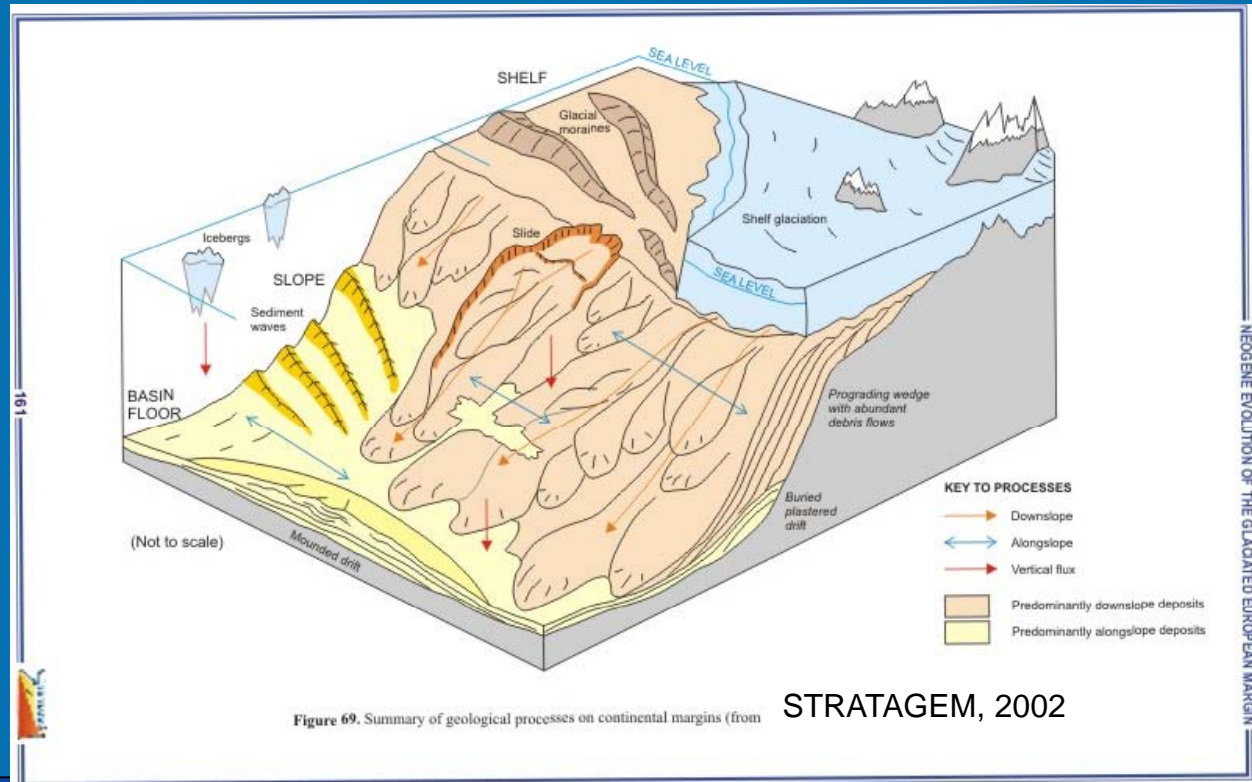 SHELF
SEA LEVEL
Glacial
moraines
Icebergs
Slide
Shelf glaciation
SLOPE
SEA LEVEL
Sediment
waves
BASIN
FLOOR
Prograding wedge
with abundant
debris flows
Buried
plastered
drift
(Not to scale)
Mounded drift
KEY TO PROCESSES
Downslope
Alongslope
Vertical flux
Predominantly downslope deposits
Predominantly alongslope deposits
161
NEOGENE EVOLUTION OF THE GLACIATED EUROPEAN MARGIN
Figure 69. Summary of geological processes on continental margins (from
STRATAGEM, 2002